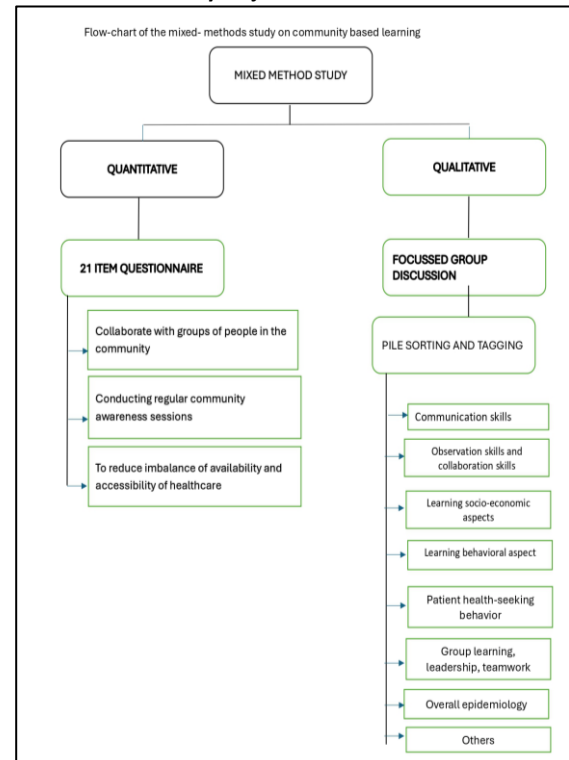 Flow-chart of the mixed- methods study on community based learning
MIXED METHOD STUDY
QUANTITATIVE
QUALITATIVE
21 ITEM QUESTIONNAIRE
FOCUSSED GROUP
DISCUSSION
Collaborate with groups of people in the
community
Conducting regular community
awareness sessions
To reduce imbalance of availability and
accessibility of healthcare
PILE SORTING AND TAGGING
Communication skills
Observation skills and
collaboration skills
Learning socio-economic
aspects
Learning behavioral aspect
Patient health-seeking
behavior
Group learning,
leadership, teamwork
Overall epidemiology
Others